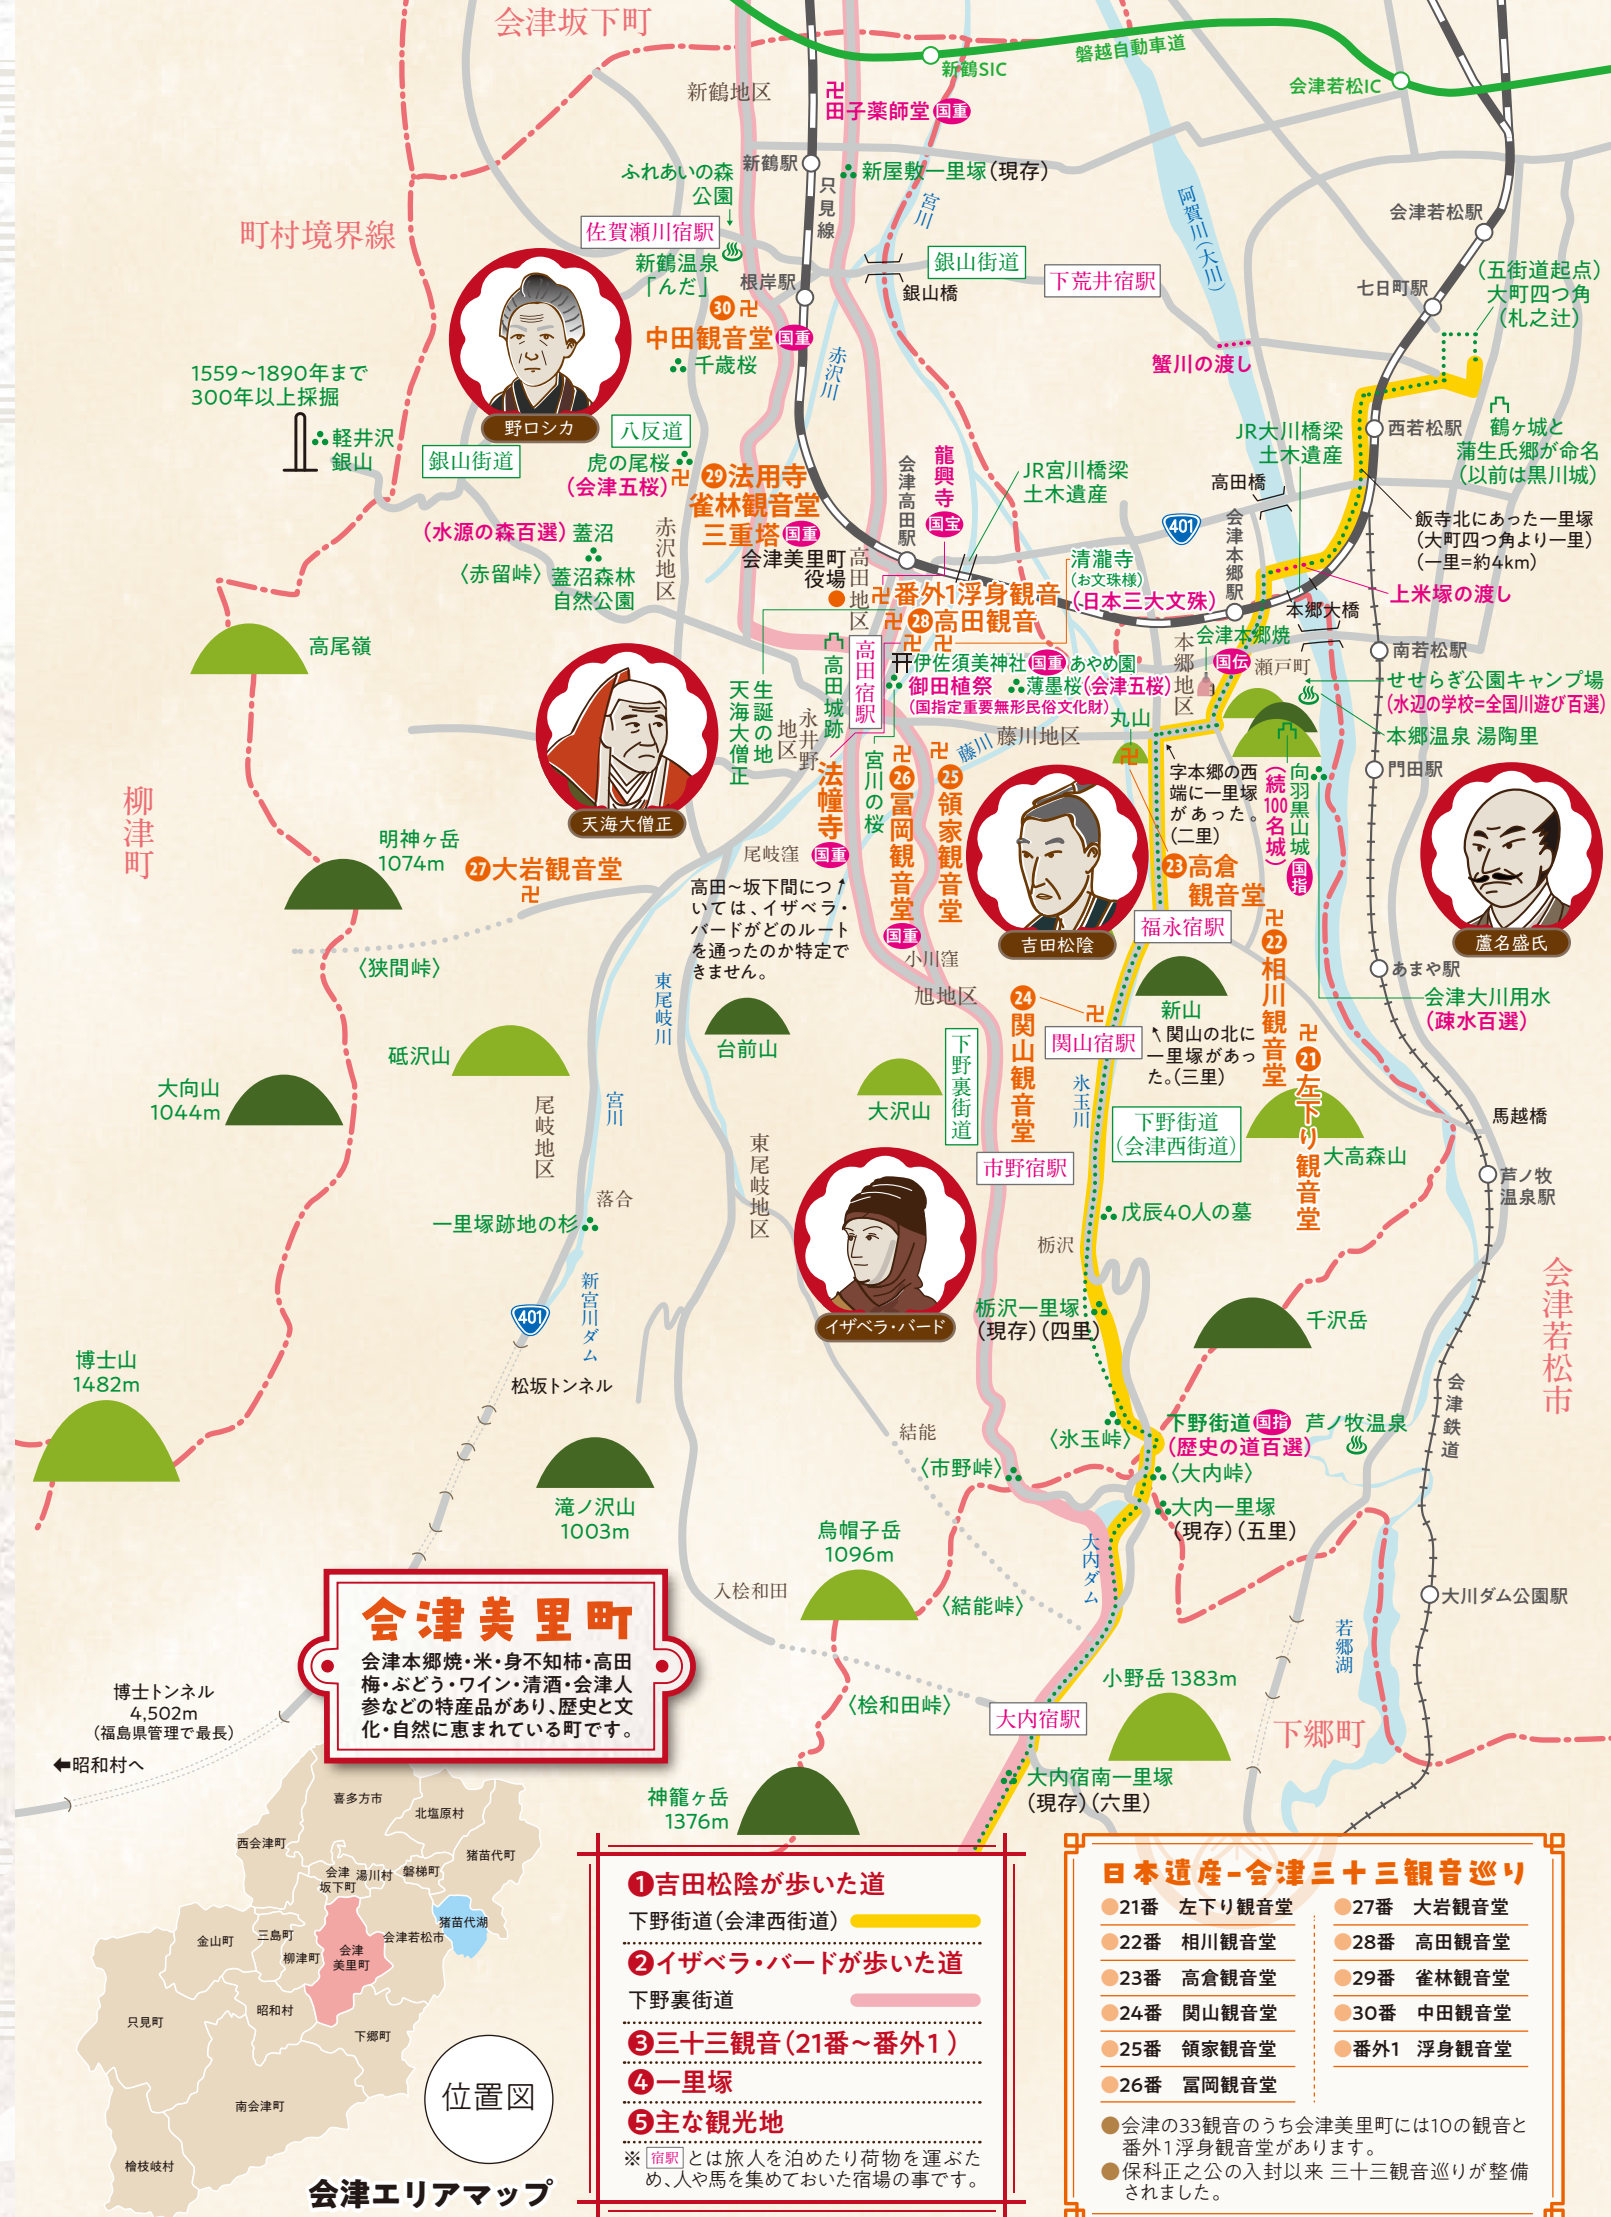 会津坂下町
磐越自動車道
新鶴SIC
会津若松IC
新鶴地区
田子薬師堂 国重
ふれあいの森
公園
新鶴駅
只見線
新屋敷一里塚(現存)
宮川
阿賀川(大川)
会津若松駅
町村境界線
佐賀瀬川宿駅
新鶴温泉
「んだ」
根岸駅
銀山街道
銀山橋
下荒井宿駅
七日町駅
(五街道起点)
大町四つ角
(札之辻)
30
中田観音堂 国重
千歳桜
赤沢川
蟹川の渡し
1559~1890年まで
300年以上採掘
軽井沢
銀山
野口シカ
銀山街道
八反道
虎の尾桜
(会津五桜)
29法用寺
雀林観音堂
三重塔 国重
会津高田駅
龍興寺
国宝
JR宮川橋梁
土木遺産
JR大川橋梁
土木遺産
高田橋
401
会津本郷駅
西若松駅
鶴ヶ城と
蒲生氏郷が命名
(以前は黒川城)
飯寺北にあった一里塚
(大町四つ角より一里)
(一里=約4km)
(水源の森百選)蓋沼
〈赤留峠〉
蓋沼森林
自然公園
赤沢地区
会津美里町
役場
高田地区
清瀧寺
(お文珠様)
(日本三大文殊)
番外1浮身観音
28高田観音
上米塚の渡し
本郷大橋
高尾嶺
高田宿駅
高田城跡
伊佐須美神社 国重 あやめ園
御田植祭 薄墨桜(会津五桜)
(国指定重要無形民俗文化財)
本郷地区
会津本郷焼
国伝
瀬戸町
南若松駅
せせらぎ公園キャンプ場
(水辺の学校=全国川遊び百選)
本郷温泉 湯陶里
天海大僧正
生誕の地
天海大僧正
永井野
地区
宮川の桜
藤川
藤川地区
丸山
字本郷の西
端に一里塚
があった。
(二里)
向羽黒山城
(続100名城)
国指
門田駅
柳津町
明神ヶ岳
1074m
27大岩観音堂
尾岐窪
法幢寺
国重
26冨岡観音堂
国重
25領家観音堂
吉田松陰
23高倉
観音堂
蘆名盛氏
高田~坂下間につ
いては、イザベラ・
バードがどのルート
を通ったのか特定で
きません。
〈狭間峠〉
東尾岐川
小川窪
旭地区
福永宿駅
22相川観音堂
あまや駅
会津大川用水
(疎水百選)
新山
関山の北に
一里塚があっ
た。(三里)
24関山観音堂
関山宿駅
21左下り観音堂
砥沢山
台前山
大向山
1044m
尾岐地区
宮川
大沢山
下野裏街道
氷玉川
下野街道
(会津西街道)
大高森山
馬越橋
芦ノ牧
温泉駅
東尾岐地区
市野宿駅
落合
一里塚跡地の杉
戊辰40人の墓
栃沢
新宮川ダム
401
イザベラ・バード
栃沢一里塚
(現存)(四里)
千沢岳
会津若松市
博士山
1482m
松坂トンネル
会津鉄道
結能
〈氷玉峠〉
下野街道 国指
(歴史の道百選)
芦ノ牧温泉
〈市野峠〉
〈大内峠〉
滝ノ沢山
1003m
烏帽子岳
1096m
大内一里塚
(現存)(五里)
大内ダム
入桧和田
〈結能峠〉
大川ダム公園駅
若郷湖
会津美里町
会津本郷焼・米・身不知柿・高田
梅・ぶどう・ワイン・清酒・会津人
参などの特産品があり、歴史と文
化・自然に恵まれている町です。
博士トンネル
4,502m
(福島県管理で最長)
昭和村へ
小野岳 1383m
〈桧和田峠〉
大内宿駅
下郷町
神籠ヶ岳
1376m
大内宿南一里塚
(現存)(六里)
喜多方市
北塩原村
西会津町
猪苗代町
会津
坂下町
湯川村
磐梯町
猪苗代湖
金山町
三島町
柳津町
会津
美里町
会津若松市
只見町
昭和村
下郷町
南会津町
檜枝岐村
位置図
会津エリアマップ
1吉田松陰が歩いた道
下野街道(会津西街道)
2イザベラ・バードが歩いた道
下野裏街道
3三十三観音(21番~番外1)
4一里塚
5主な観光地
※宿駅とは旅人を泊めたり荷物を運ぶた
め、人や馬を集めておいた宿場の事です。
日本遺産-会津三十三観音巡り
●21番 左下り観音堂
●22番 相川観音堂
●23番 高倉観音堂
●24番 関山観音堂
●25番 領家観音堂
●26番 冨岡観音堂
●27番 大岩観音堂
●28番 高田観音堂
●29番 雀林観音堂
●30番 中田観音堂
●番外1 浮身観音堂
●会津の33観音のうち会津美里町には10の観音と
番外1浮身観音堂があります。
●保科正之公の入封以来 三十三観音巡りが整備
されました。